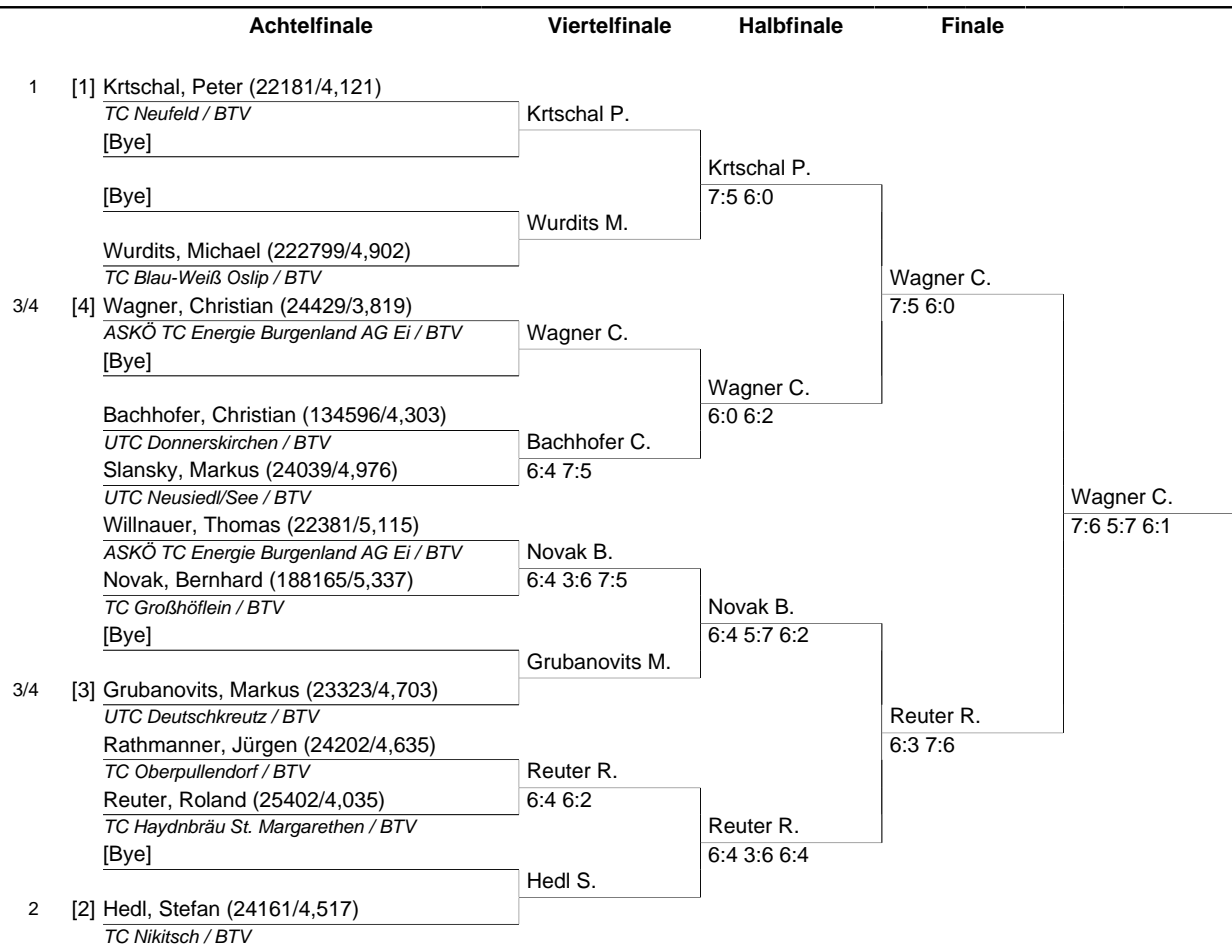 Achtelfinale Viertelfinale Halbfinale Finale
1 [1] Krtschal, Peter (22181/4,121)
TC Neufeld / BTV Krtschal P.
[Bye]
Krtschal P.
[Bye] 7:5 6:0
Wurdits M.
Wurdits, Michael (222799/4,902)
TC Blau-Weiß Oslip / BTV Wagner C.
3/4 [4] Wagner, Christian (24429/3,819) 7:5 6:0
ASKÖ TC Energie Burgenland AG Ei / BTV Wagner C.
[Bye]
Wagner C.
Bachhofer, Christian (134596/4,303) 6:0 6:2
UTC Donnerskirchen / BTV Bachhofer C.
Slansky, Markus (24039/4,976) 6:4 7:5
UTC Neusiedl/See / BTV Wagner C.
Willnauer, Thomas (22381/5,115) 7:6 5:7 6:1
ASKÖ TC Energie Burgenland AG Ei / BTV Novak B.
Novak, Bernhard (188165/5,337) 6:4 3:6 7:5
TC Großhöflein / BTV Novak B.
[Bye] 6:4 5:7 6:2
Grubanovits M.
3/4 [3] Grubanovits, Markus (23323/4,703)
UTC Deutschkreutz / BTV Reuter R.
Rathmanner, Jürgen (24202/4,635) 6:3 7:6
TC Oberpullendorf / BTV Reuter R.
Reuter, Roland (25402/4,035) 6:4 6:2
TC Haydnbräu St. Margarethen / BTV Reuter R.
[Bye] 6:4 3:6 6:4
Hedl S.
2 [2] Hedl, Stefan (24161/4,517)
TC Nikitsch / BTV